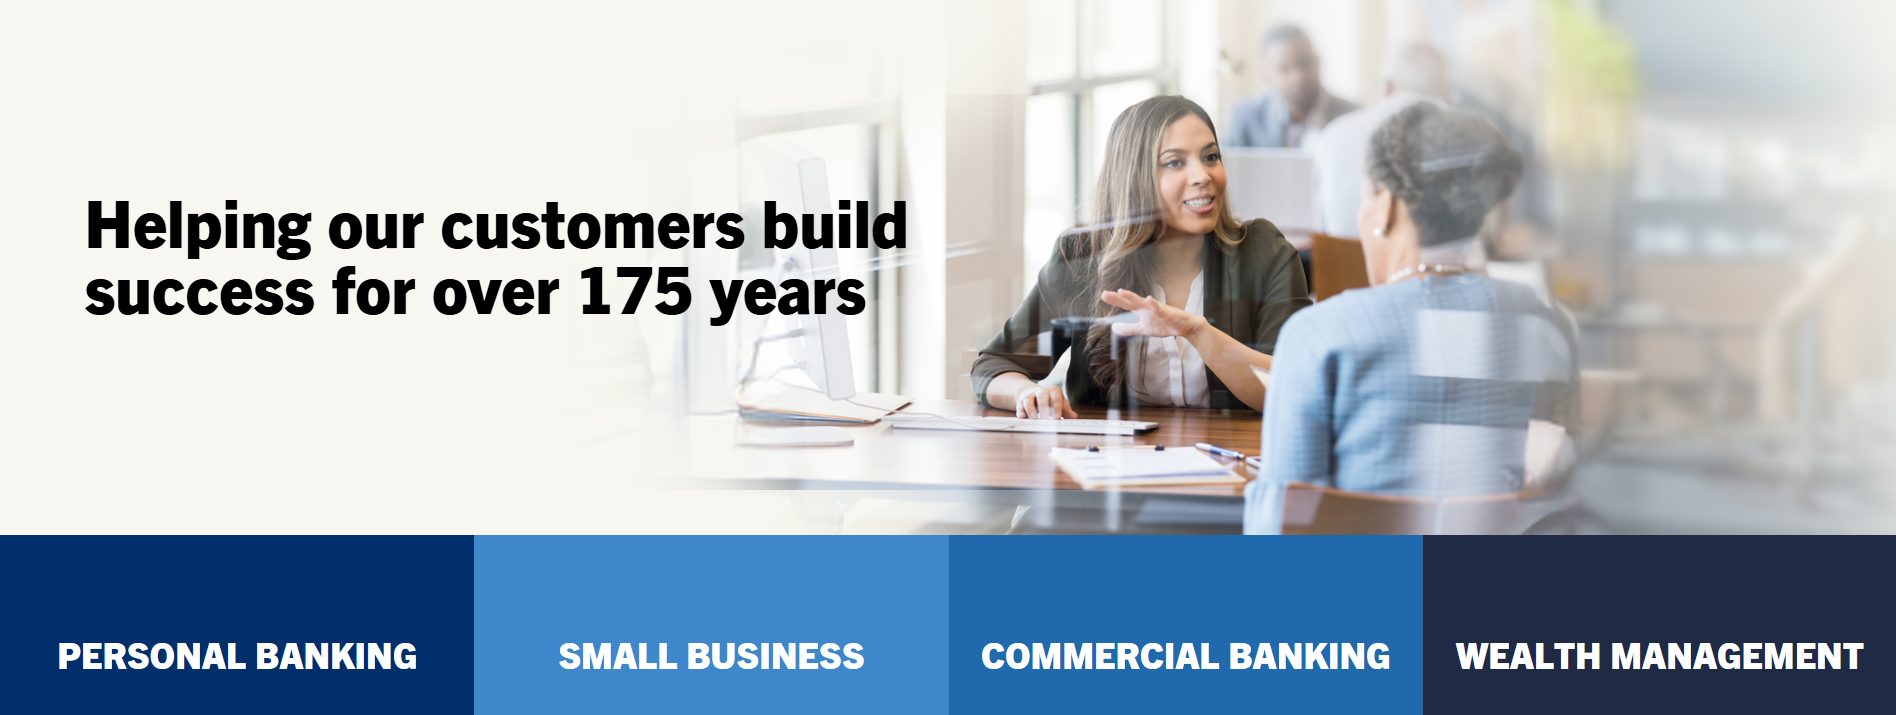 Helping our customers build
success for over 175 years
PERSONAL BANKING
SMALL BUSINESS
COMMERCIAL BANKING
WEALTH MANAGEMENT